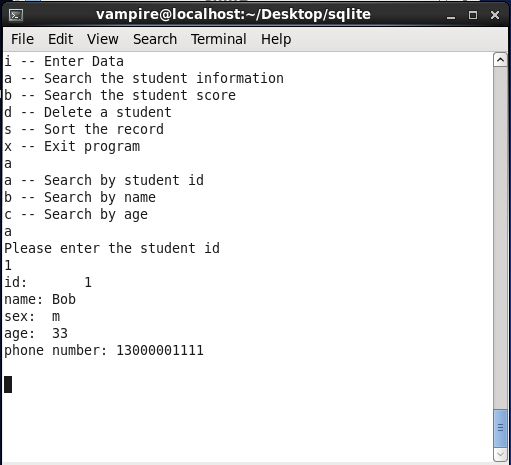 vampire@localhost:~/Desktop/sqlite
File Edit View Search Terminal Help
i -- Enter Data
a -- Search the student information
b -- Search the student score
d -- Delete a student
s -- Sort the record
x -- Exit program
a
a -- Search by student id
b -- Search by name
c -- Search by age
a
Please enter the student id
1
id:       1
name: Bob
sex:  m
age:  33
phone number: 13000001111